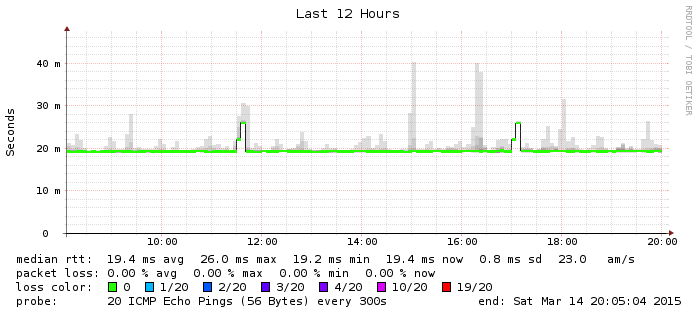 Last 12 Hours
RRDTOOL / TOBI OETIKER
Seconds
40 m
30 m
20 m
10 m
0
10:00 12:00 14:00 16:00 18:00 20:00
median rtt: 19.4 ms avg 26.0 ms max 19.2 ms min 19.4 ms now 0.8 ms sd 23.0 am/s
packet loss: 0.00 % avg 0.00 % max 0.00 % min 0.00 % now
loss color: 0 1/20 2/20 3/20 4/20 10/20 19/20
probe: 20 ICMP Echo Pings (56 Bytes) every 300s end: Sat Mar 14 20:05:04 2015